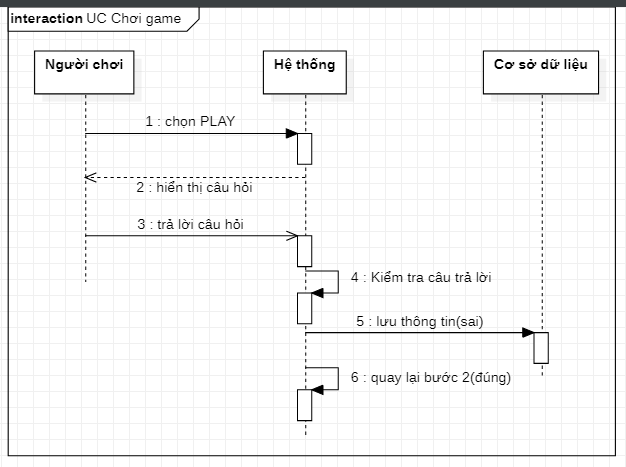 interaction UC Chơi game
Người chơi
Hệ thống
Cơ sở dữ liệu
1 : chọn PLAY
2 : hiển thị câu hỏi
3 : trả lời câu hỏi
4 : Kiểm tra câu trả lời
5 : lưu thông tin(sai)
6 : quay lại bước 2(đúng)